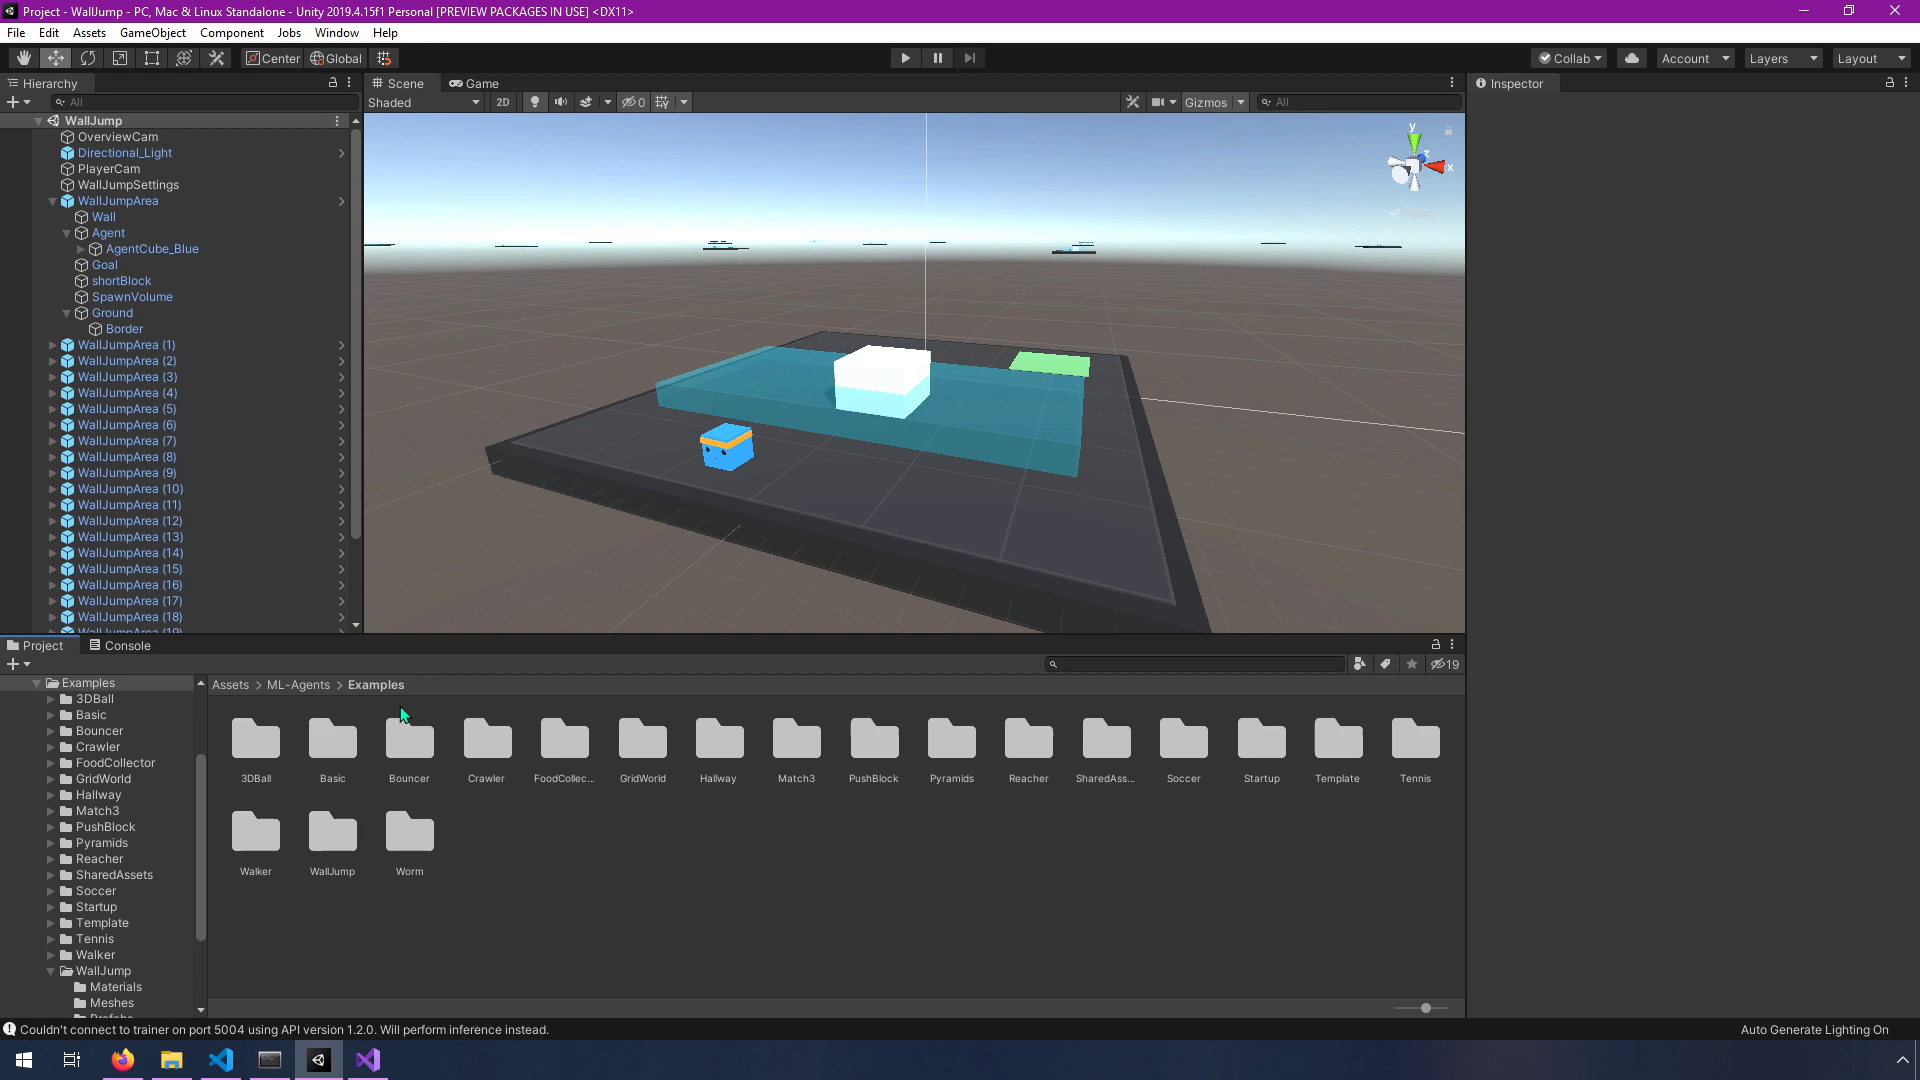 Project - WallJump - PC, Mac & Linux Standalone - Unity 2019.4.15f1 Personal [PREVIEW PACKAGES IN USE] <DX11>
File Edit Assets GameObject Component Jobs Window Help
Center Global
Collab Account Layers Layout
Hierarchy
All
WallJump
OverviewCam
Directional_Light
PlayerCam
WallJumpSettings
WallJumpArea
Wall
Agent
AgentCube_Blue
Goal
shortBlock
SpawnVolume
Ground
Border
WallJumpArea (1)
WallJumpArea (2)
WallJumpArea (3)
WallJumpArea (4)
WallJumpArea (5)
WallJumpArea (6)
WallJumpArea (7)
WallJumpArea (8)
WallJumpArea (9)
WallJumpArea (10)
WallJumpArea (11)
WallJumpArea (12)
WallJumpArea (13)
WallJumpArea (14)
WallJumpArea (15)
WallJumpArea (16)
WallJumpArea (17)
WallJumpArea (18)
WallJumpArea (19)
Scene Game
Shaded 2D 0 Gizmos All
y
x
z
Persp
Inspector
Project Console
19
Examples
3DBall
Basic
Bouncer
Crawler
FoodCollector
GridWorld
Hallway
Match3
PushBlock
Pyramids
Reacher
SharedAssets
Soccer
Startup
Template
Tennis
Walker
WallJump
Materials
Meshes
Prefabs
Assets > ML-Agents > Examples
3DBall Basic Bouncer Crawler FoodCollec... GridWorld Hallway Match3 PushBlock Pyramids Reacher SharedAss... Soccer Startup Template Tennis
Walker WallJump Worm
Couldn't connect to trainer on port 5004 using API version 1.2.0. Will perform inference instead.
Auto Generate Lighting On